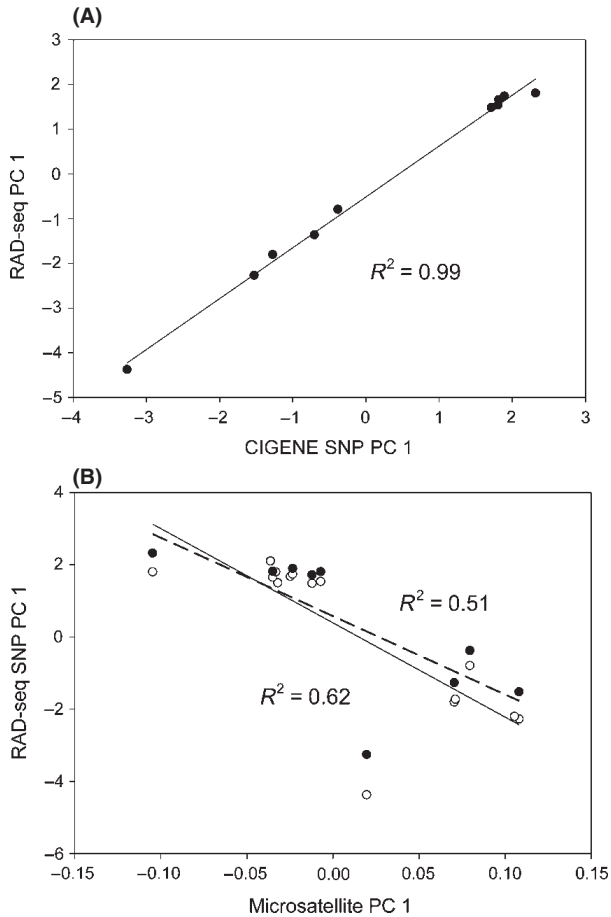 (A)
3
2
1
0
−1
−2
−3
−4
−5
RAD-seq PC 1
R² = 0.99
−4 −3 −2 −1 0 1 2 3
CIGENE SNP PC 1
(B)
4
2
0
−2
−4
−6
RAD-seq SNP PC 1
R² = 0.51
R² = 0.62
−0.15 −0.10 −0.05 0.00 0.05 0.10 0.15
Microsatellite PC 1